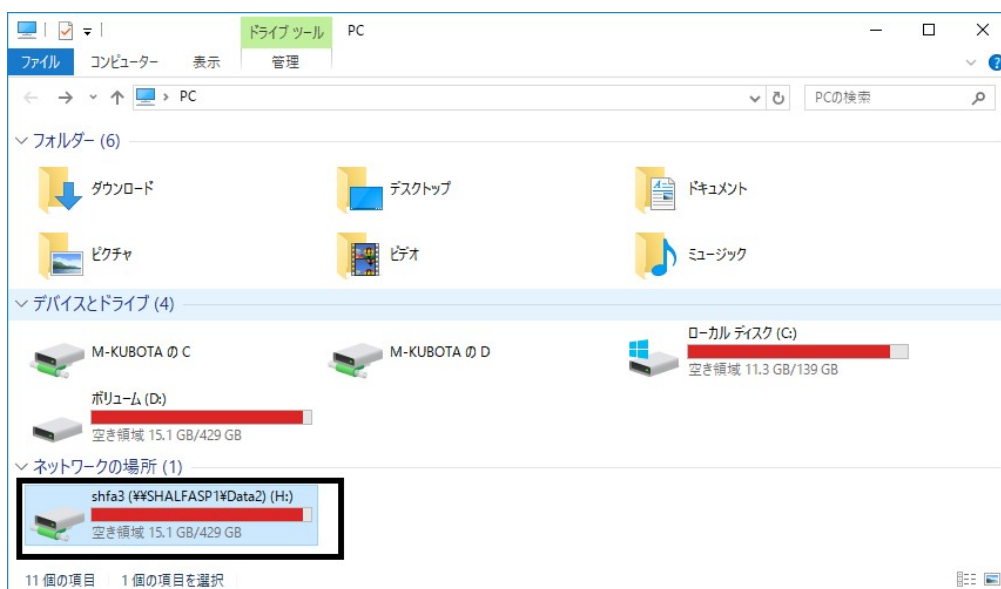 ドライブ ツール PC
ファイル コンピューター 表示 管理
PC PCの検索
フォルダー (6)
ダウンロード デスクトップ ドキュメント
ピクチャ ビデオ ミュージック
デバイスとドライブ (4)
M-KUBOTA の C M-KUBOTA の D ローカル ディスク (C:)
空き領域 11.3 GB/139 GB
ボリューム (D:)
空き領域 15.1 GB/429 GB
ネットワークの場所 (1)
shfa3 (¥¥SHALFASP1¥Data2) (H:)
空き領域 15.1 GB/429 GB
11 個の項目 1 個の項目を選択